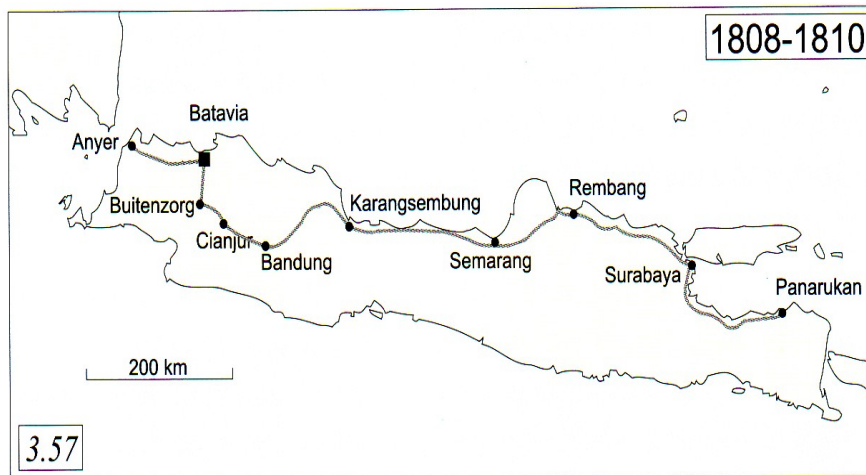 1808-1810
Batavia
Anyer
Buitenzorg
Cianjur
Bandung
Karangsembung
Semarang
Rembang
Surabaya
Panarukan
200 km
3.57